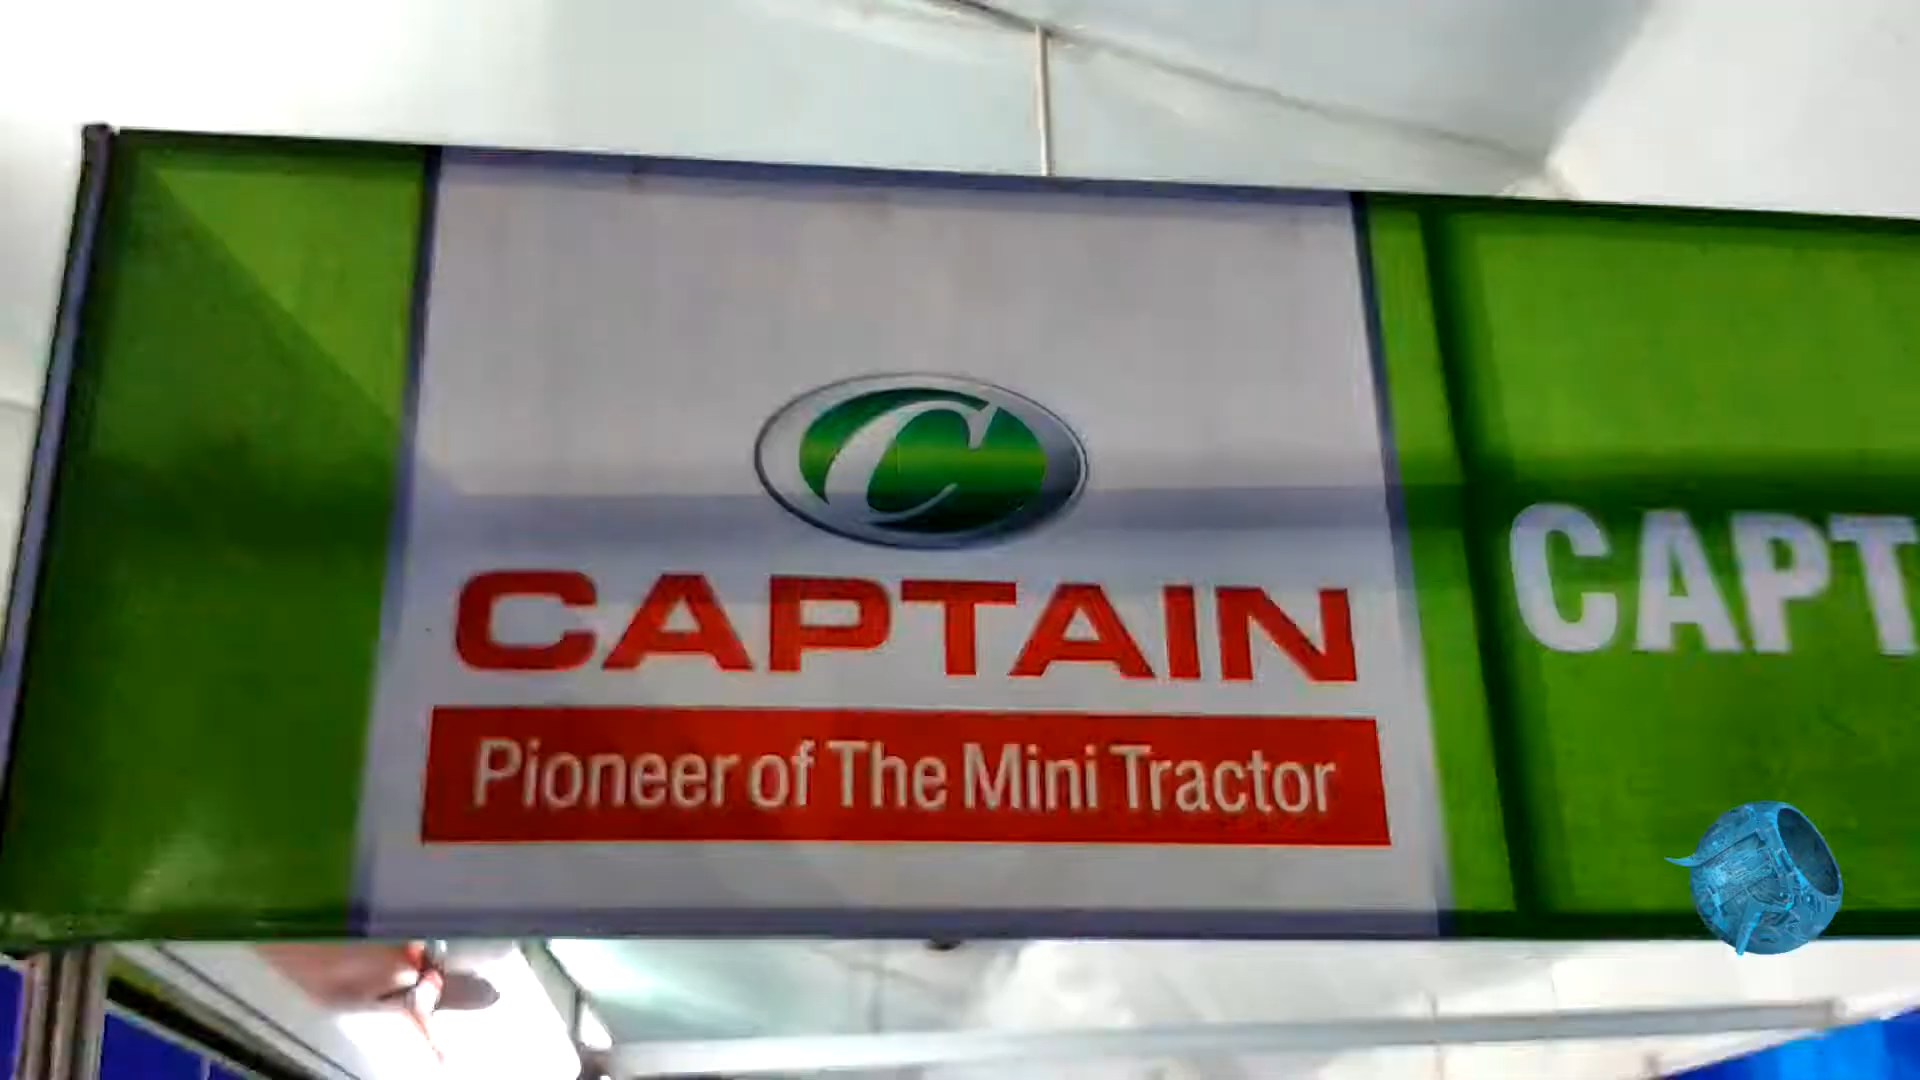 C
CAPTAIN
Pioneer of The Mini Tractor
CAPT